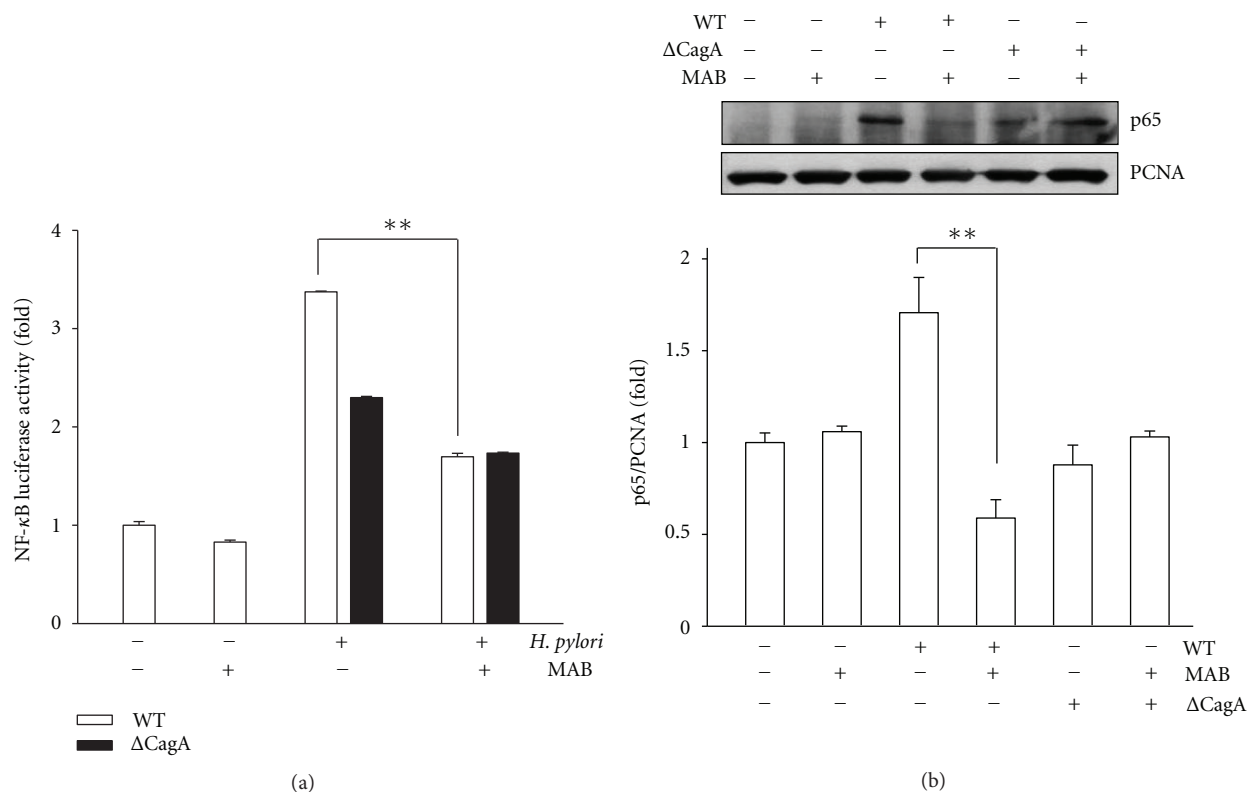 4
3
2
1
0
NF-κB luciferase activity (fold)
**
− − + + H. pylori
− + − + MAB
WT
ΔCagA
(a)
WT − − + + − −
ΔCagA − − − − + +
MAB − + − + − +
p65
PCNA
2
1.5
1
0.5
0
p65/PCNA (fold)
**
− − + + − − WT
− + − + − + MAB
− − − − + + ΔCagA
(b)